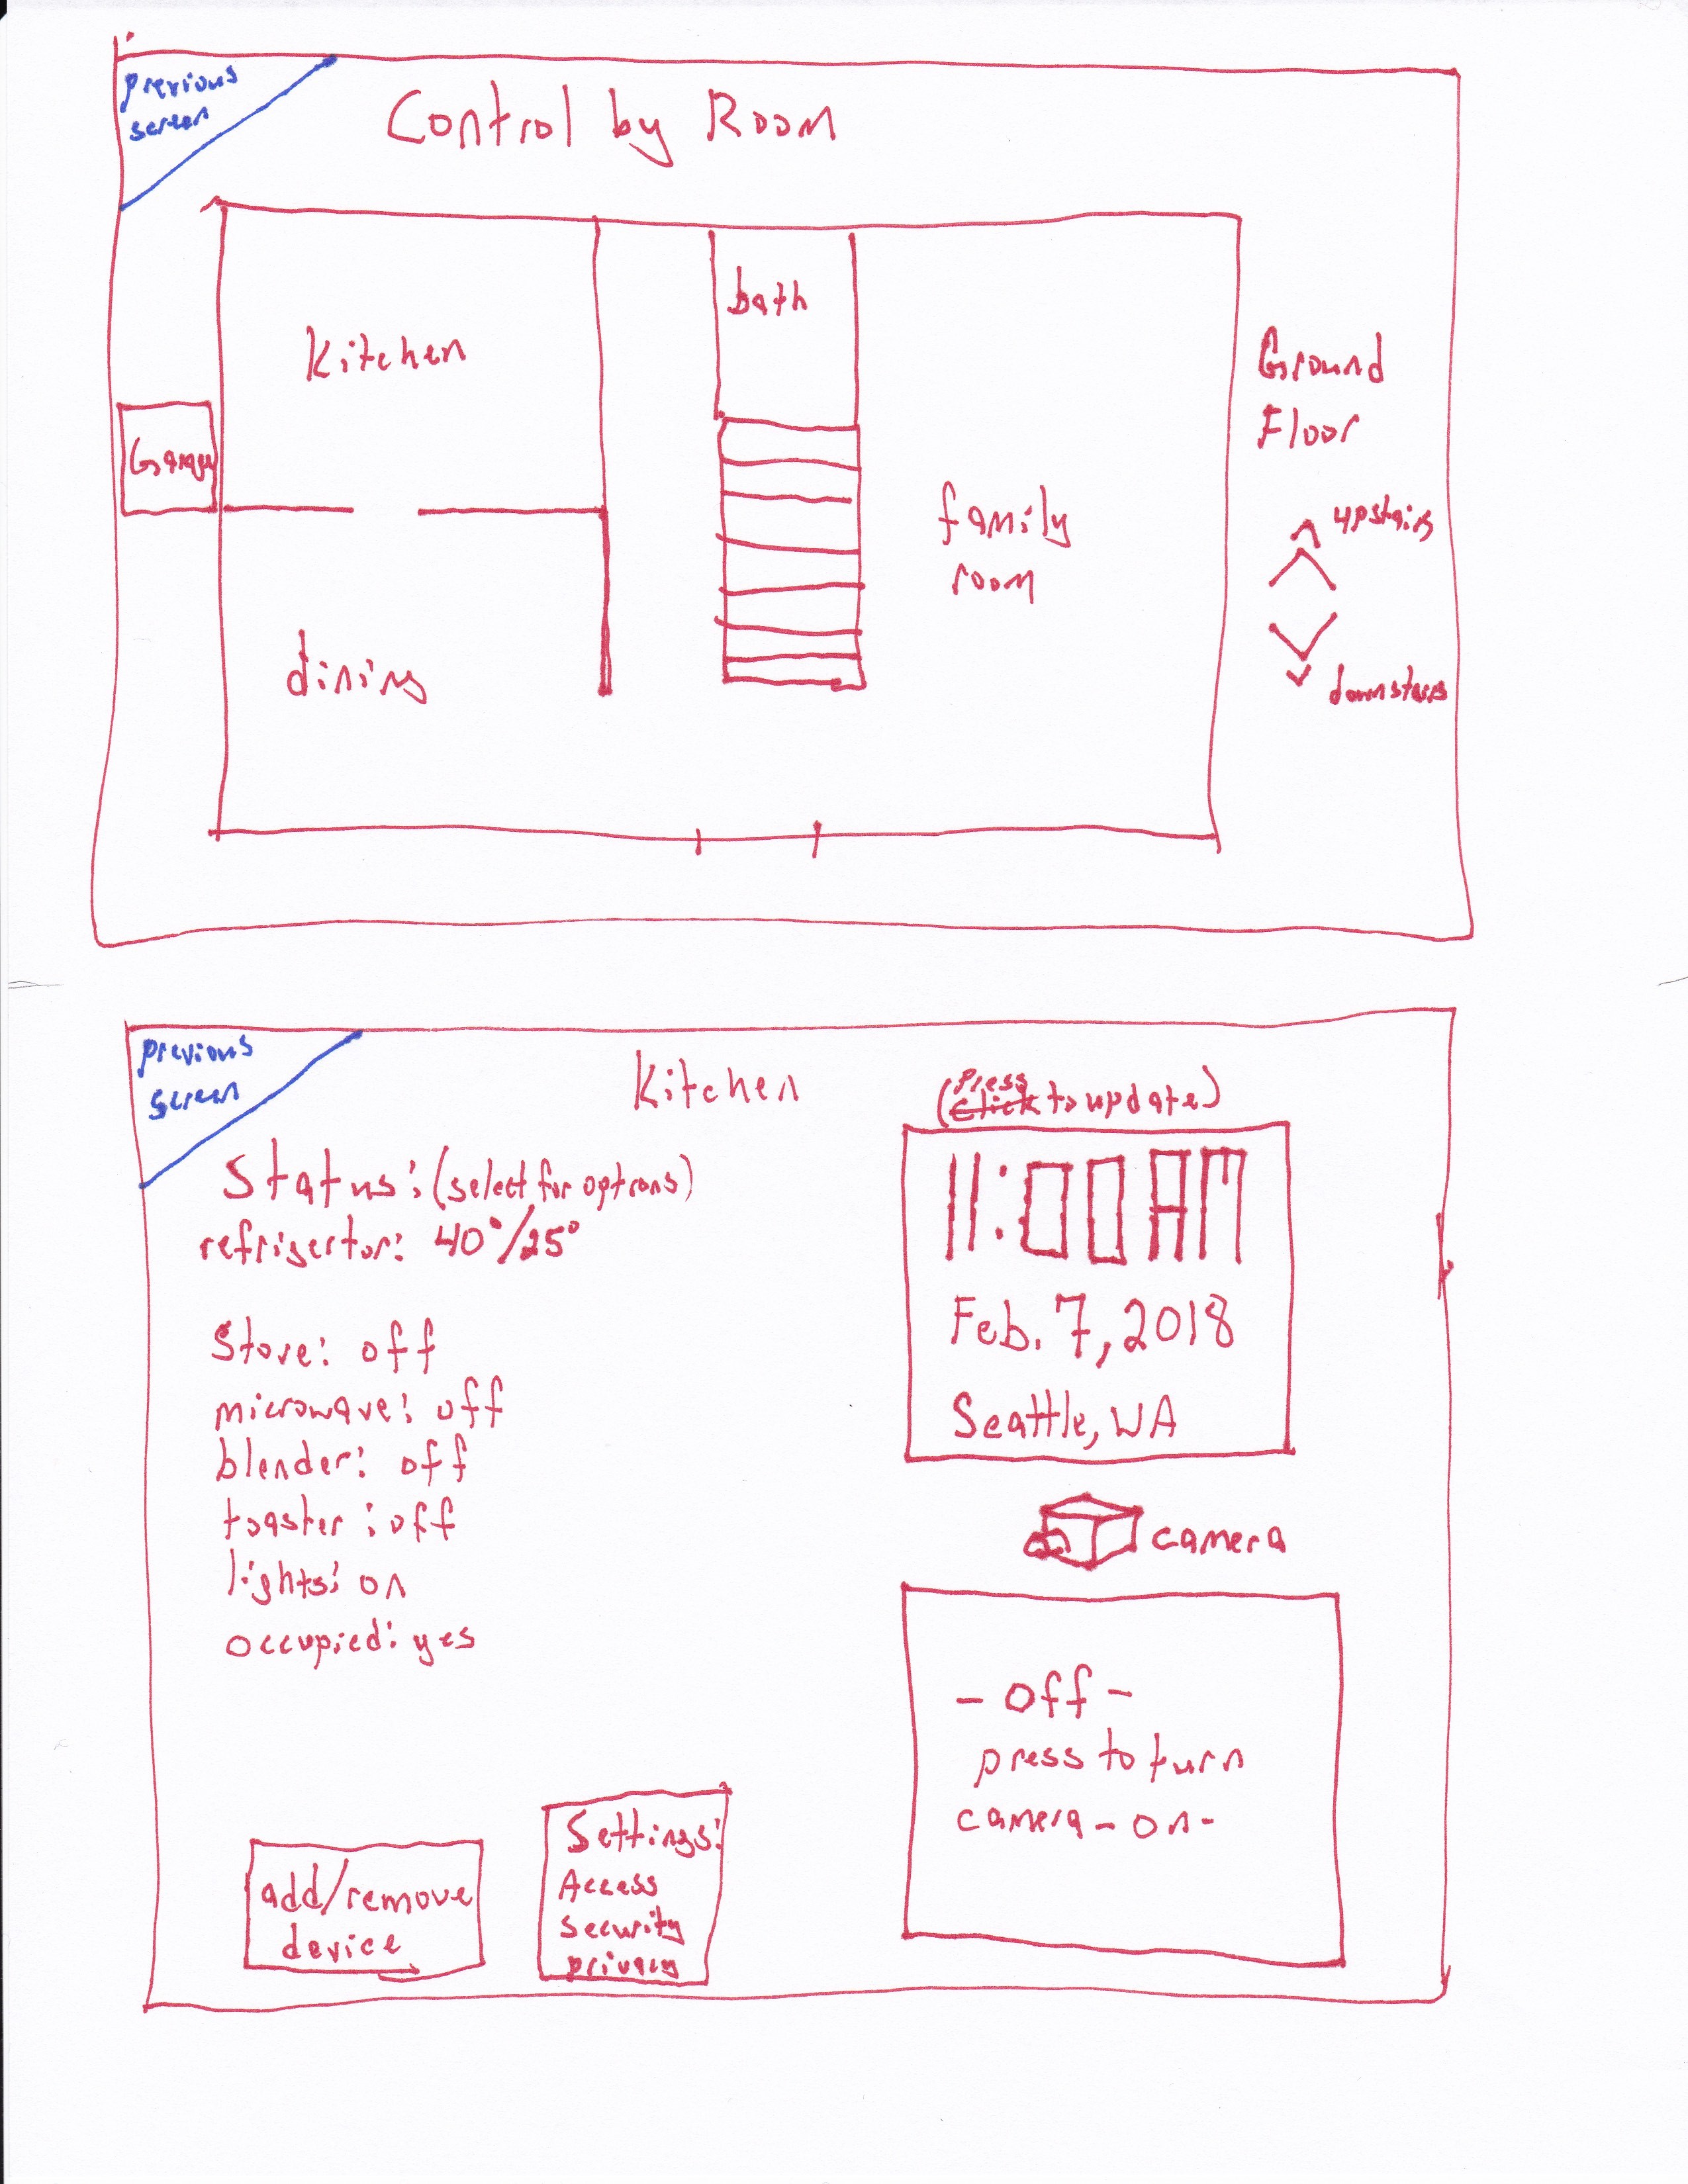 previous
screen
Control by Room
Kitchen
bath
Garage
family
room
dining
Ground
Floor
upstairs
downstairs
previous
screen
Kitchen
Status: (select for options)
refrigertor: 40°/25°
Stove: off
microwave: off
blender: off
toaster: off
lights: on
occupied: yes
add/remove
device
Settings:
Access
Security
privacy
Press
(Click to update)
11:00 AM
Feb. 7, 2018
Seattle, WA
camera
- Off -
press to turn
camera - on -